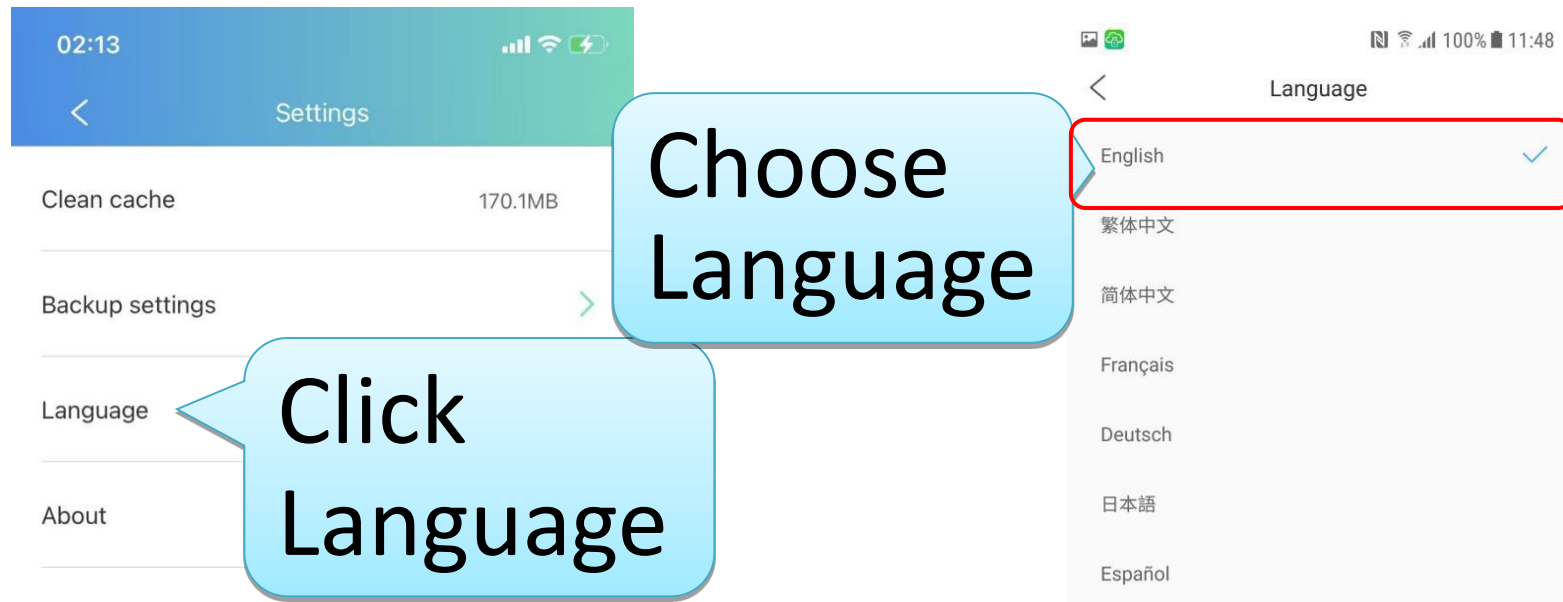 02:13
Settings
Clean cache 170.1MB
Backup settings
Language
About
Click
Language
Choose
Language
100% 11:48
Language
English
繁体中文
简体中文
Français
Deutsch
日本語
Español